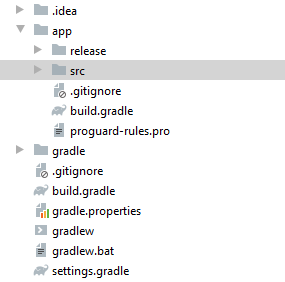 .idea
app
release
src
.gitignore
build.gradle
proguard-rules.pro
gradle
.gitignore
build.gradle
gradle.properties
gradlew
gradlew.bat
settings.gradle